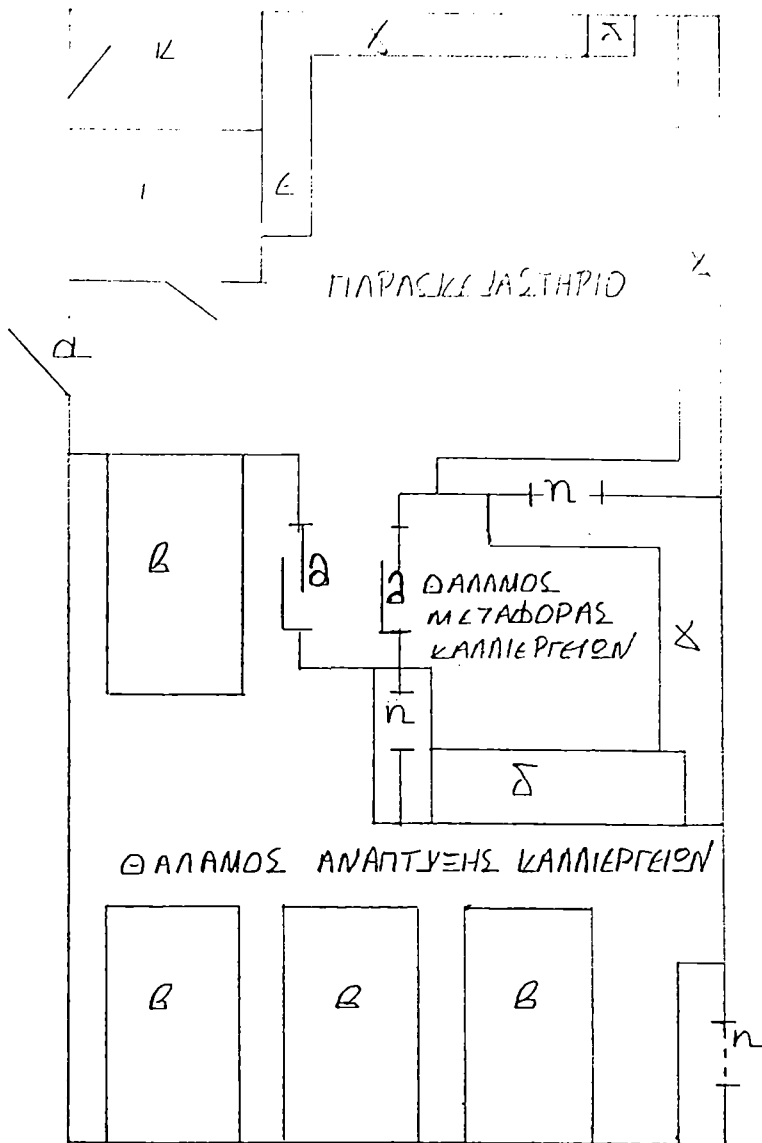 κ
χ
λ
ι
ε
ΠΑΡΑΣΚΕΥΑΣΤΗΡΙΟ
χ
α
π
β
α
α
ΘΑΛΑΜΟΣ
ΜΕΤΑΦΟΡΑΣ
ΚΑΛΛΙΕΡΓΕΙΩΝ
π
δ
ΘΑΛΑΜΟΣ ΑΝΑΠΤΥΞΗΣ ΚΑΛΛΙΕΡΓΕΙΩΝ
β
β
β
π